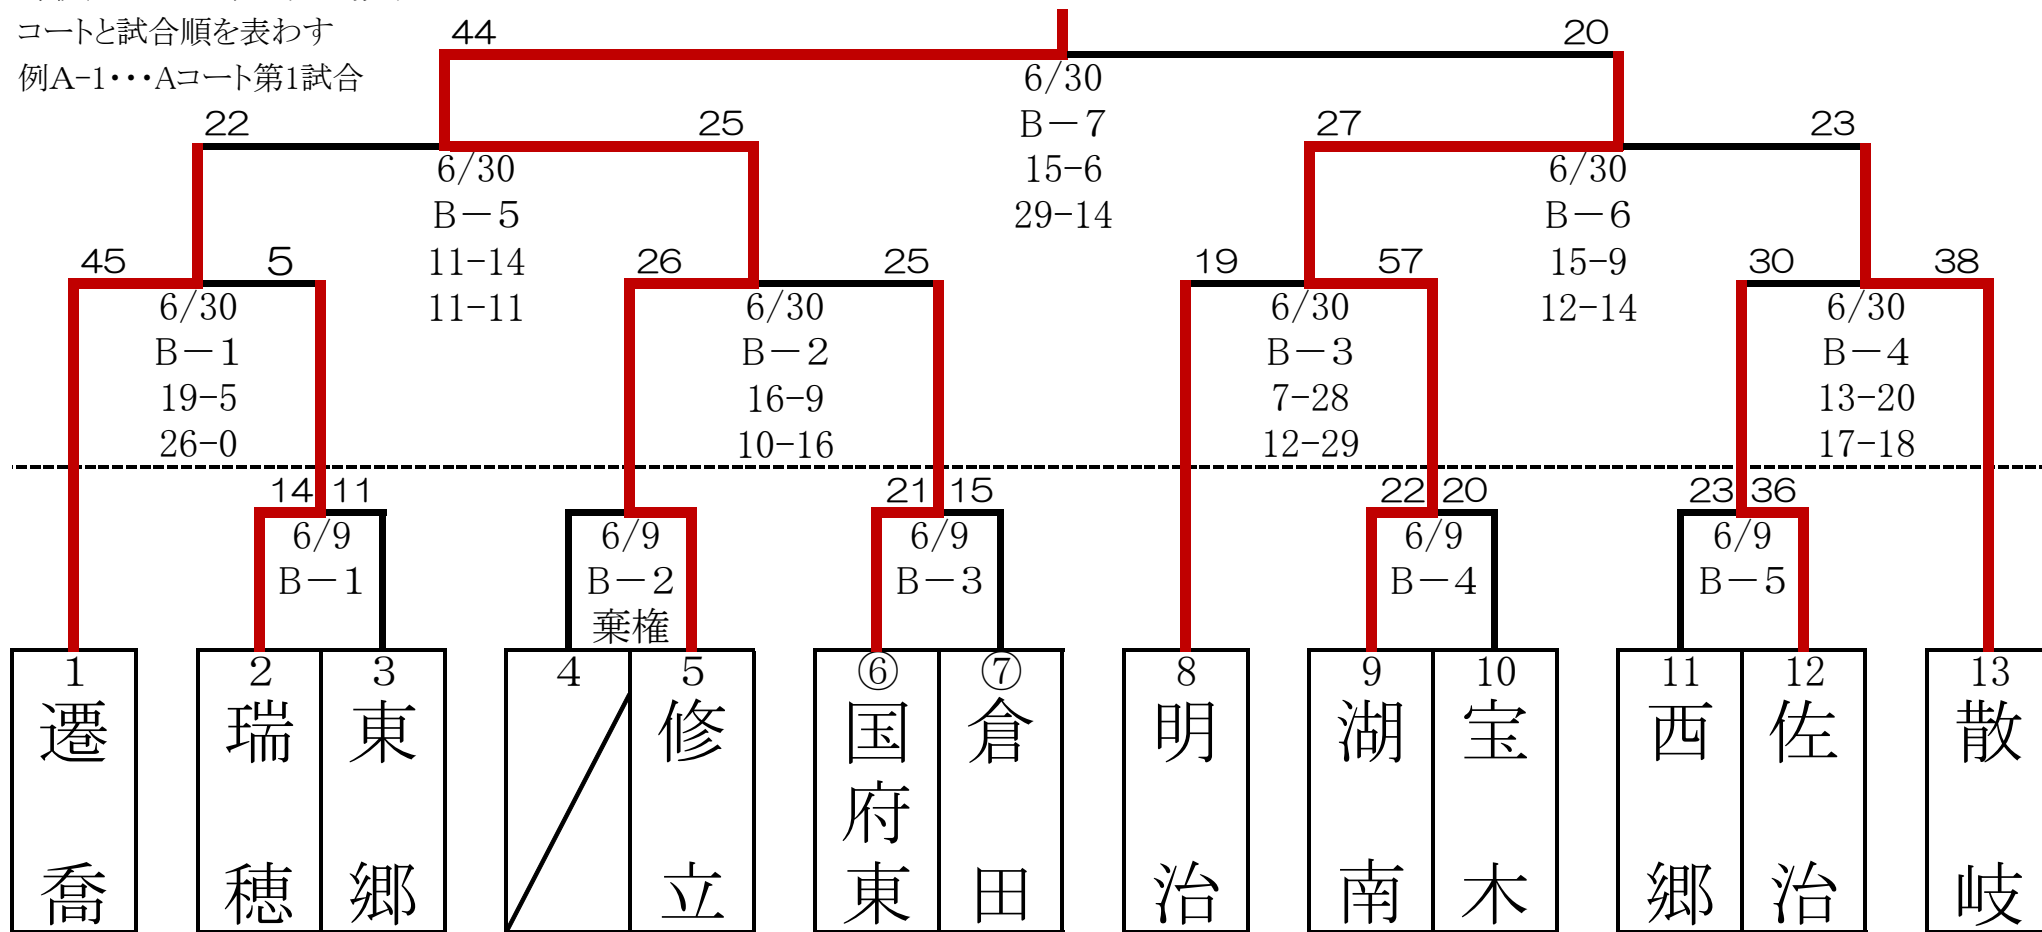 コートと試合順を表わす
例A-1・・・Aコート第1試合
44
20
6/30
B－7
15-6
29-14
22
25
6/30
B－5
11-14
11-11
27
23
6/30
B－6
15-9
12-14
45
5
6/30
B－1
19-5
26-0
26
25
6/30
B－2
16-9
10-16
19
57
6/30
B－3
7-28
12-29
30
38
6/30
B－4
13-20
17-18
14
11
6/9
B－1
6/9
B－2
棄権
21
15
6/9
B－3
22
20
6/9
B－4
23
36
6/9
B－5
1
遷喬
2
瑞穂
3
東郷
4
5
修立
⑥
国府東
⑦
倉田
8
明治
9
湖南
10
宝木
11
西郷
12
佐治
13
散岐